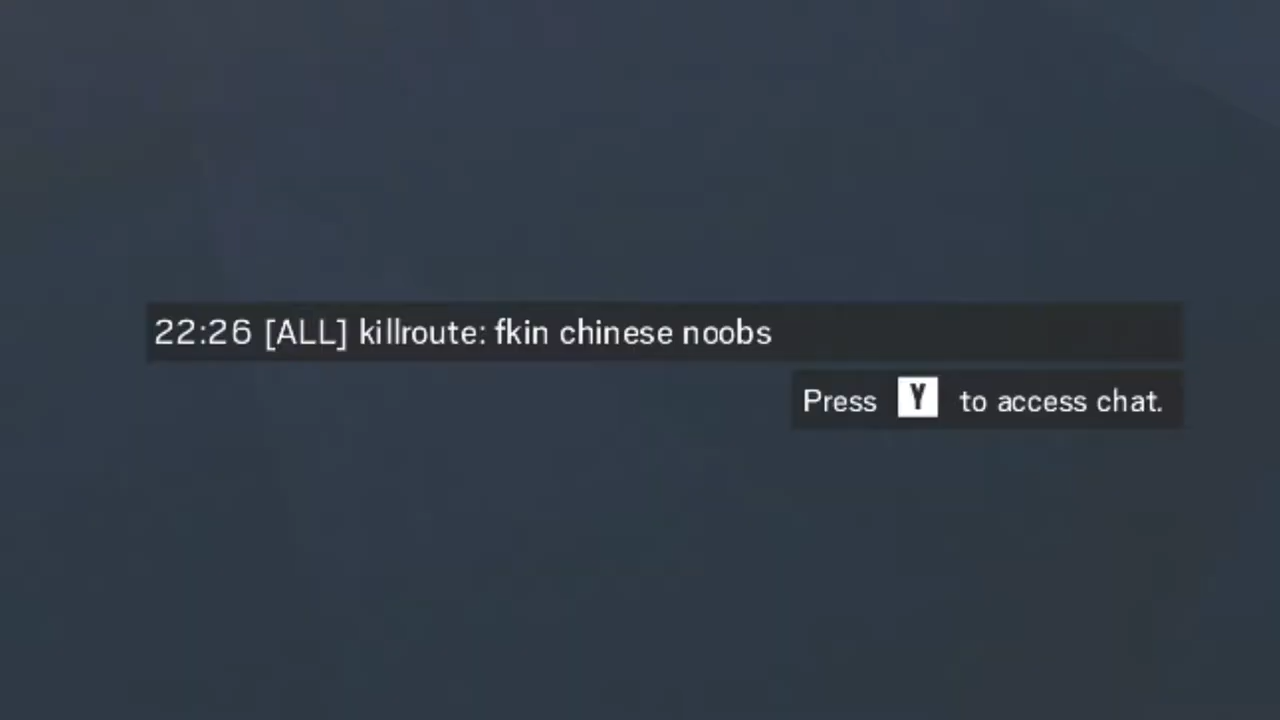 22:26 [ALL] killroute: fkin chinese noobs
Press Y to access chat.